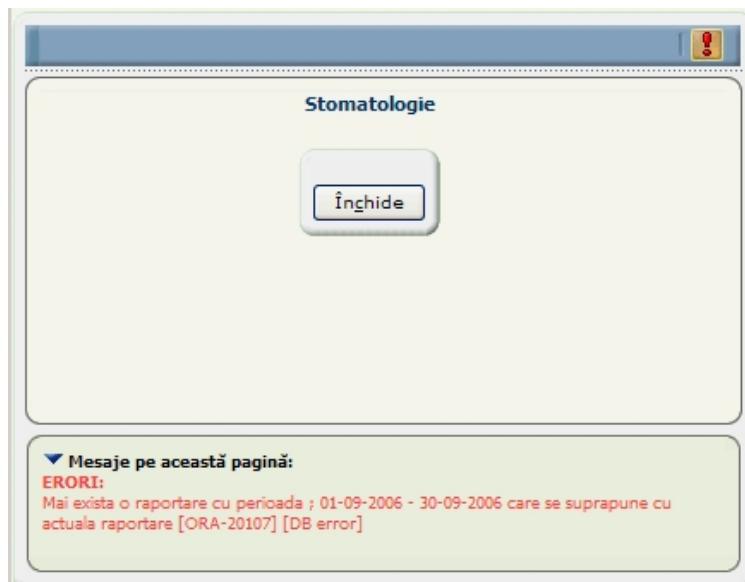 Stomatologie
Închide
Mesaje pe această pagină:
ERORI:
Mai exista o raportare cu perioada ; 01-09-2006 - 30-09-2006 care se suprapune cu
actuala raportare [ORA-20107] [DB error]